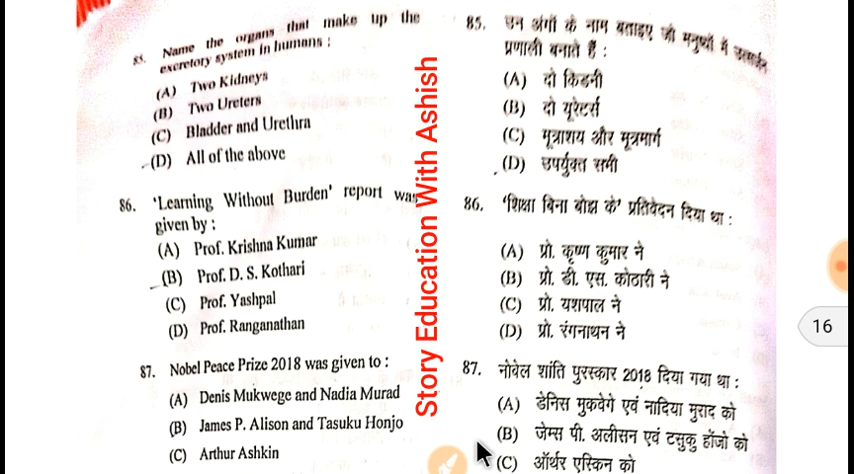 85. Name the organs that make up the
excretory system in humans :
(A) Two Kidneys
(B) Two Ureters
(C) Bladder and Urethra
(D) All of the above
86. 'Learning Without Burden' report was
given by :
(A) Prof. Krishna Kumar
(B) Prof. D. S. Kothari
(C) Prof. Yashpal
(D) Prof. Ranganathan
87. Nobel Peace Prize 2018 was given to :
(A) Denis Mukwege and Nadia Murad
(B) James P. Alison and Tasuku Honjo
(C) Arthur Ashkin
Story Education With Ashish
85. उन अंगों के नाम बताइए जो मनुष्यों में उत्सर्जन
प्रणाली बनाते हैं :
(A) दो किडनी
(B) दो यूरेटर्स
(C) मूत्राशय और मूत्रमार्ग
(D) उपर्युक्त सभी
86. 'शिक्षा बिना बोझ के' प्रतिवेदन दिया था :
(A) प्रो. कृष्ण कुमार ने
(B) प्रो. डी. एस. कोठारी ने
(C) प्रो. यशपाल ने
(D) प्रो. रंगनाथन ने
87. नोबेल शांति पुरस्कार 2018 दिया गया था :
(A) डेनिस मुकवेगे एवं नादिया मुराद को
(B) जेम्स पी. अलीसन एवं टसुकु हॉंजो को
(C) ऑर्थर एस्किन को
16